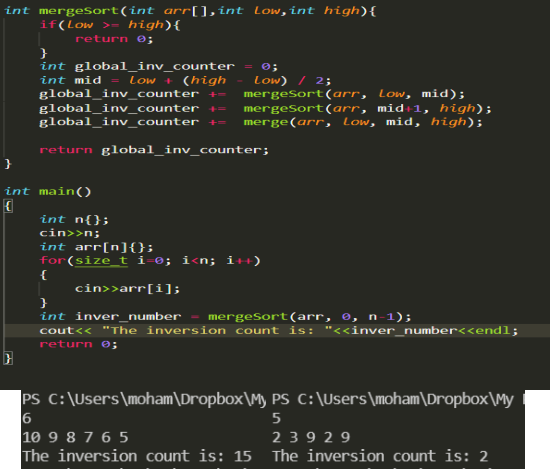 int mergeSort(int arr[],int low,int high){
if(low >= high){
return 0;
}
int global_inv_counter = 0;
int mid = low + (high - low) / 2;
global_inv_counter += mergeSort(arr, low, mid);
global_inv_counter += mergeSort(arr, mid+1, high);
global_inv_counter += merge(arr, low, mid, high);
return global_inv_counter;
}
int main()
{
int n{};
cin>>n;
int arr[n]{};
for(size_t i=0; i<n; i++)
{
cin>>arr[i];
}
int inver_number = mergeSort(arr, 0, n-1);
cout<< "The inversion count is: "<<inver_number<<endl;
return 0;
}
PS C:\Users\moham\Dropbox\My
6
10 9 8 7 6 5
The inversion count is: 15
PS C:\Users\moham\Dropbox\My
5
2 3 9 2 9
The inversion count is: 2